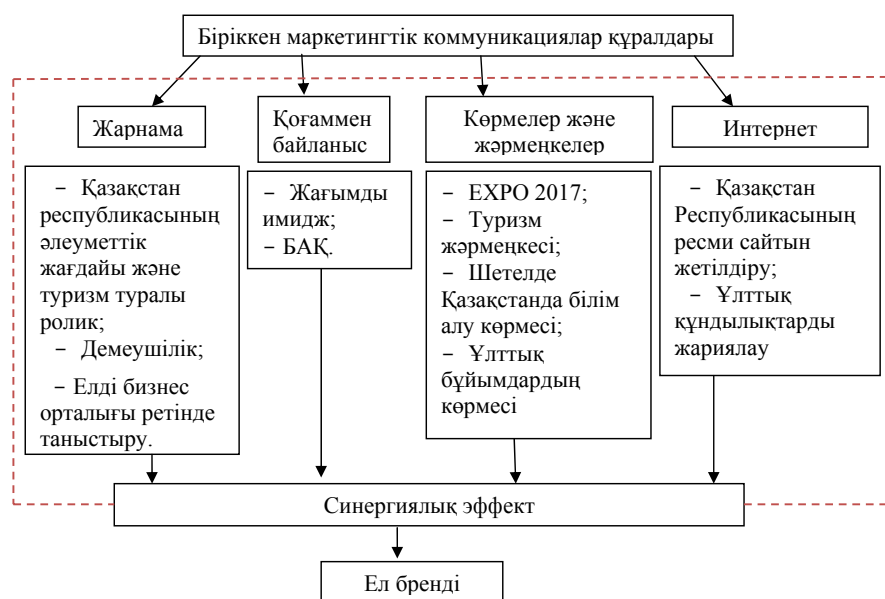 Біріккен маркетингтік коммуникациялар құралдары
Жарнама
Қоғаммен
байланыс
Көрмелер және
жәрмеңкелер
Интернет
− Қазақстан
республикасының
әлеуметтік
жағдайы және
туризм туралы
ролик;
− Демеушілік;
− Елді бизнес
орталығы ретінде
таныстыру.
− Жағымды
имидж;
− БАҚ.
− EXPO 2017;
− Туризм
жәрмеңкесі;
− Шетелде
Қазақстанда білім
алу көрмесі;
− Ұлттық
бұйымдардың
көрмесі
− Қазақстан
Республикасының
ресми сайтын
жетілдіру;
− Ұлттық
құндылықтарды
жариялау
Синергиялық эффект
Ел бренді